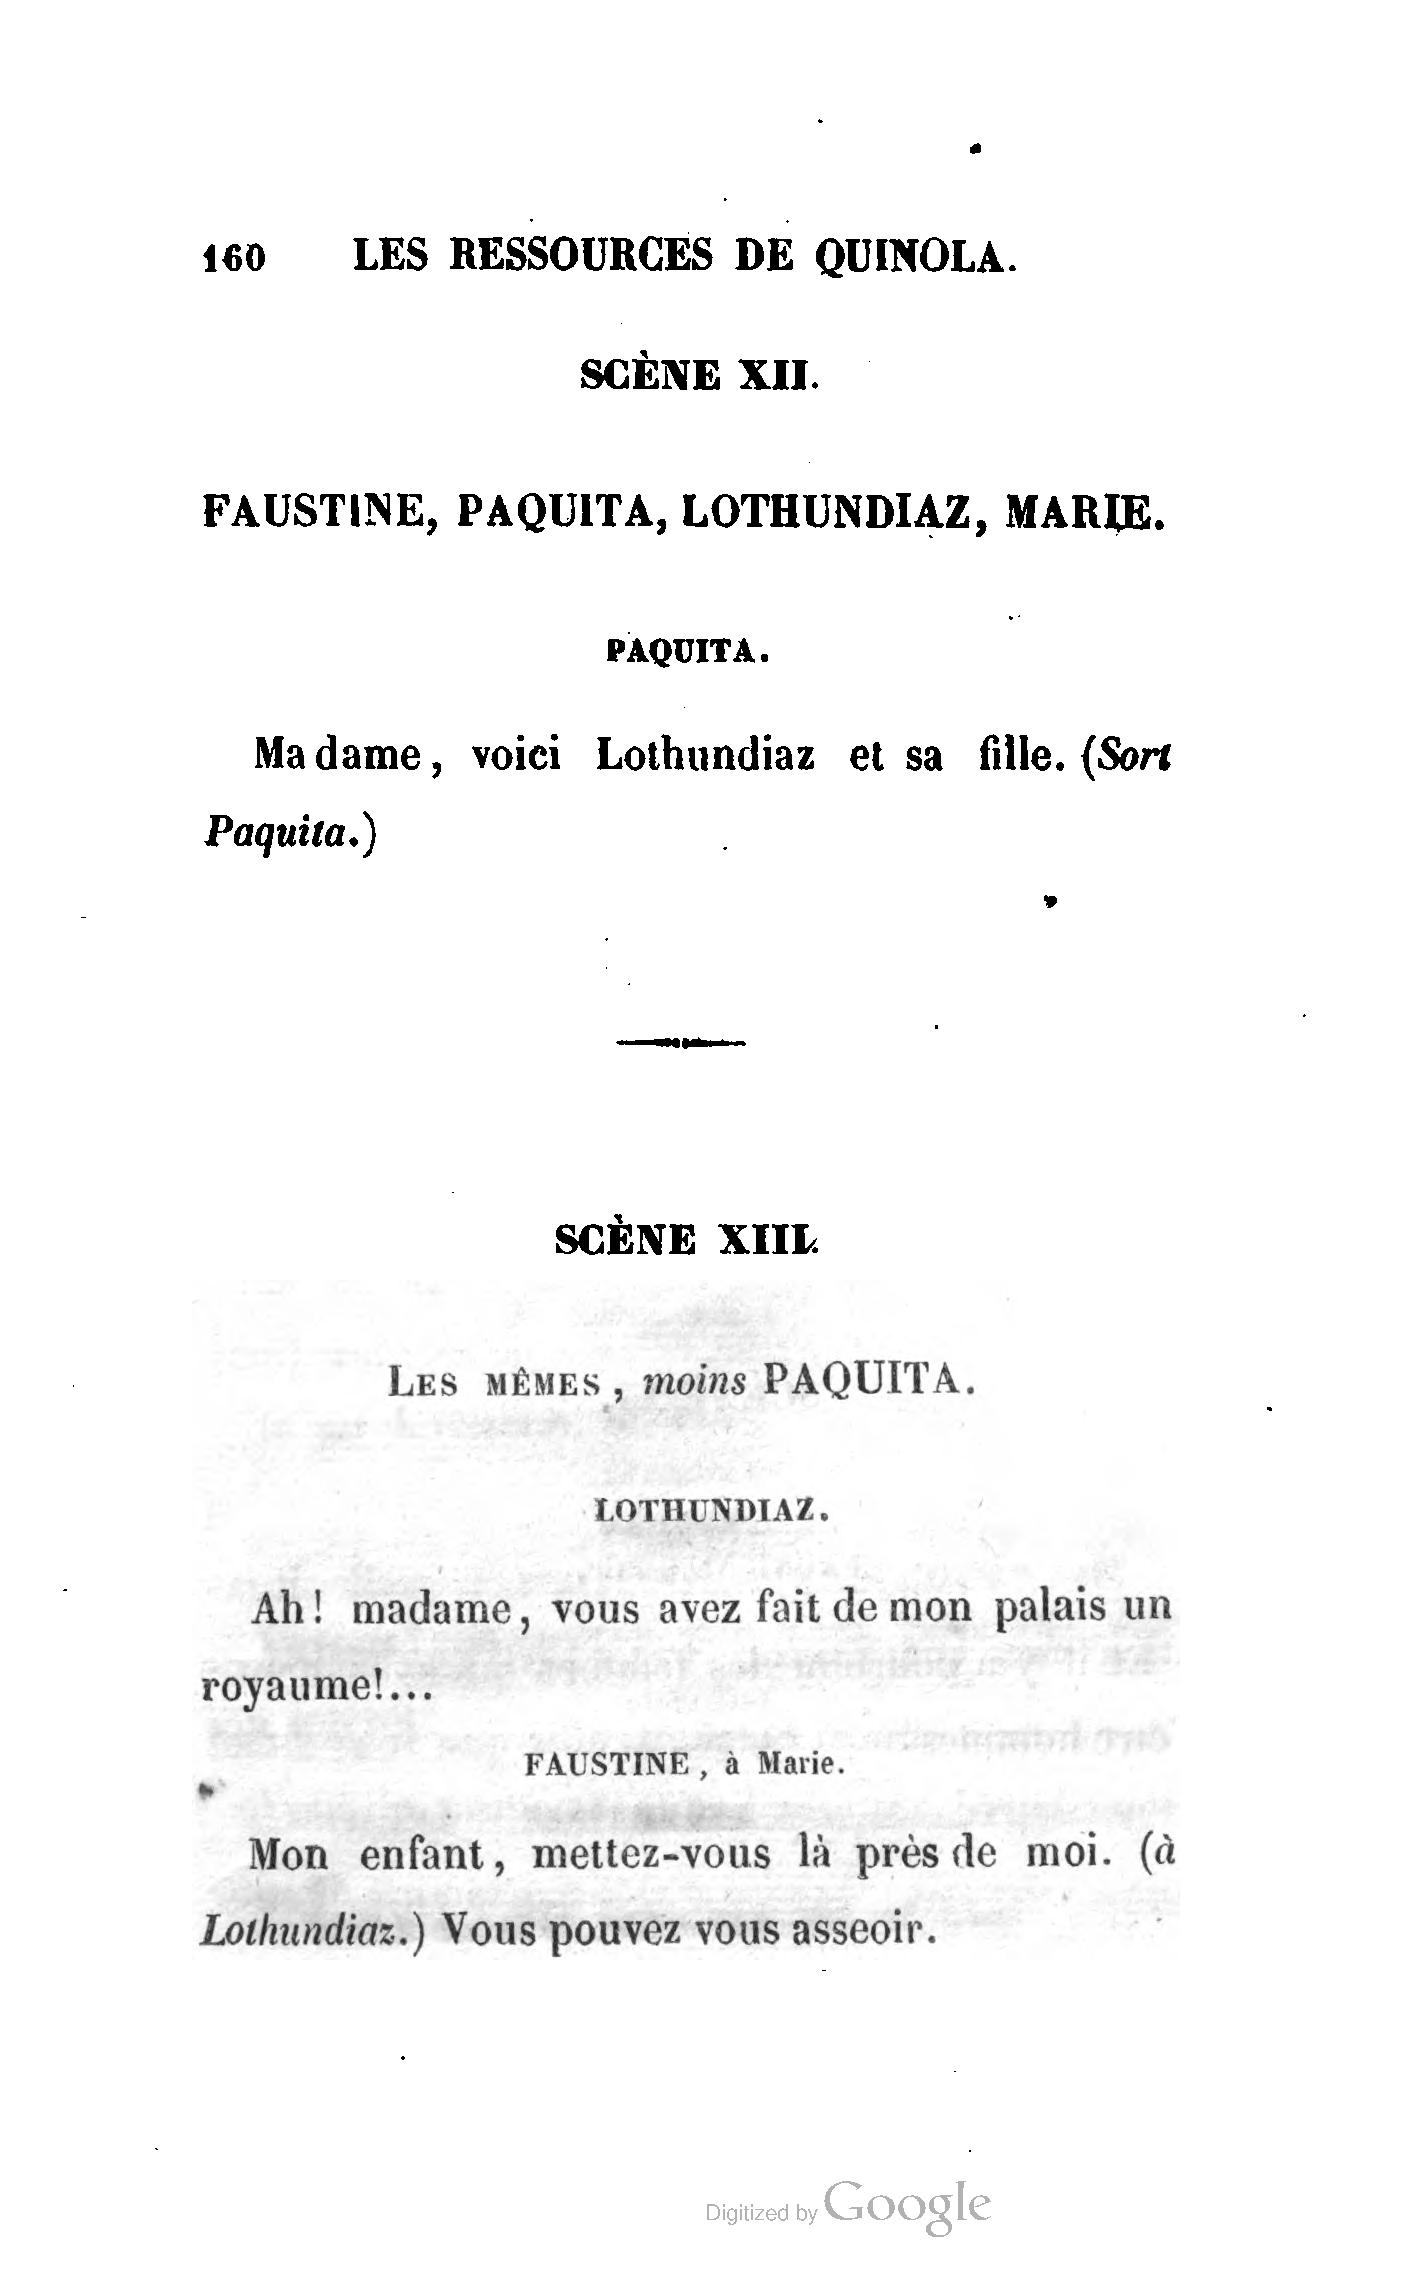 160 LES RESSOURCES DE QUINOLA.
SCÈNE XII.
FAUSTINE, PAQUITA, LOTHUNDIAZ, MARIE.
PAQUITA.
Madame, voici Lothundiaz et sa fille. (Sort
Paquita.)
SCÈNE XIII.
LES MÊMES, moins PAQUITA.
LOTHUNDIAZ.
Ah! madame, vous avez fait de mon palais un
royaume!...
FAUSTINE, à Marie.
Mon enfant, mettez-vous là près de moi. (à
Lothundiaz.) Vous pouvez vous asseoir.
Digitized by Google